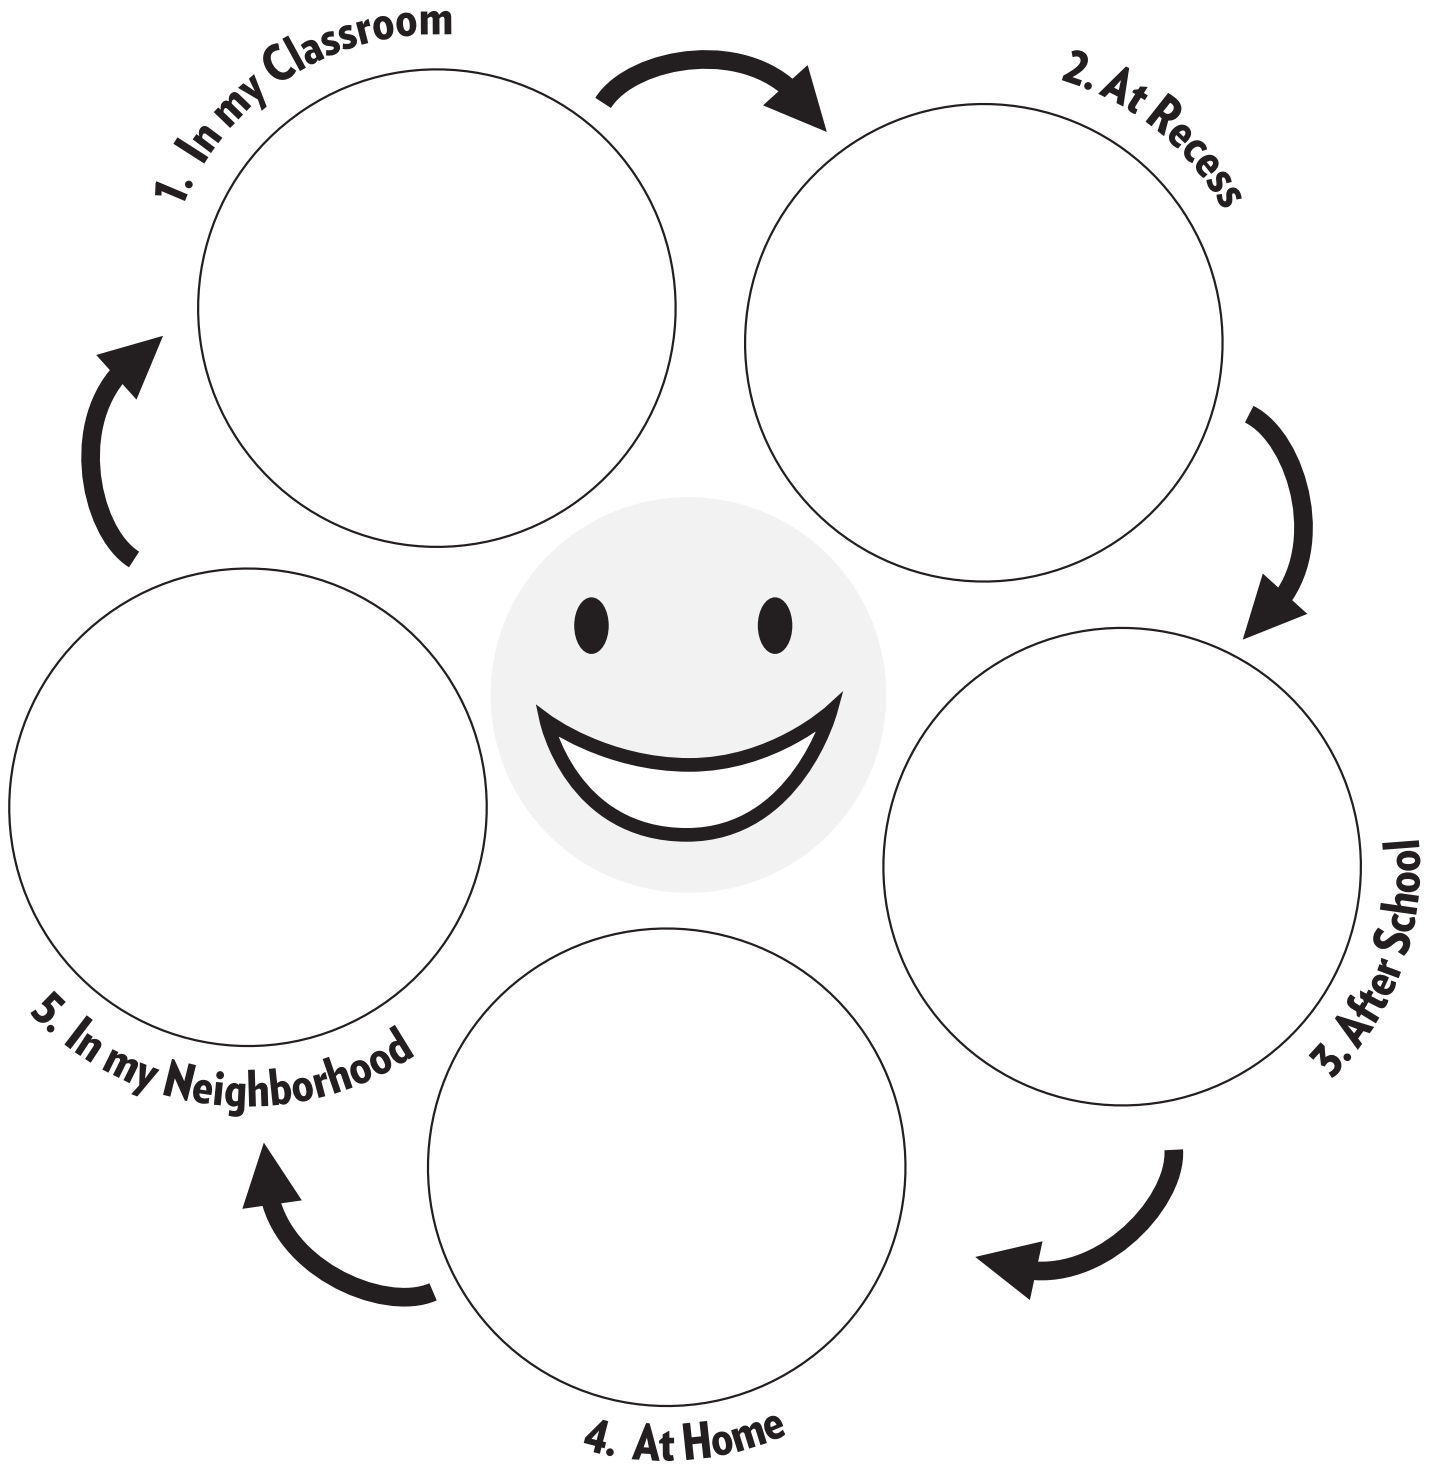 1. In my Classroom
2. At Recess
3. After School
4. At Home
5. In my Neighborhood